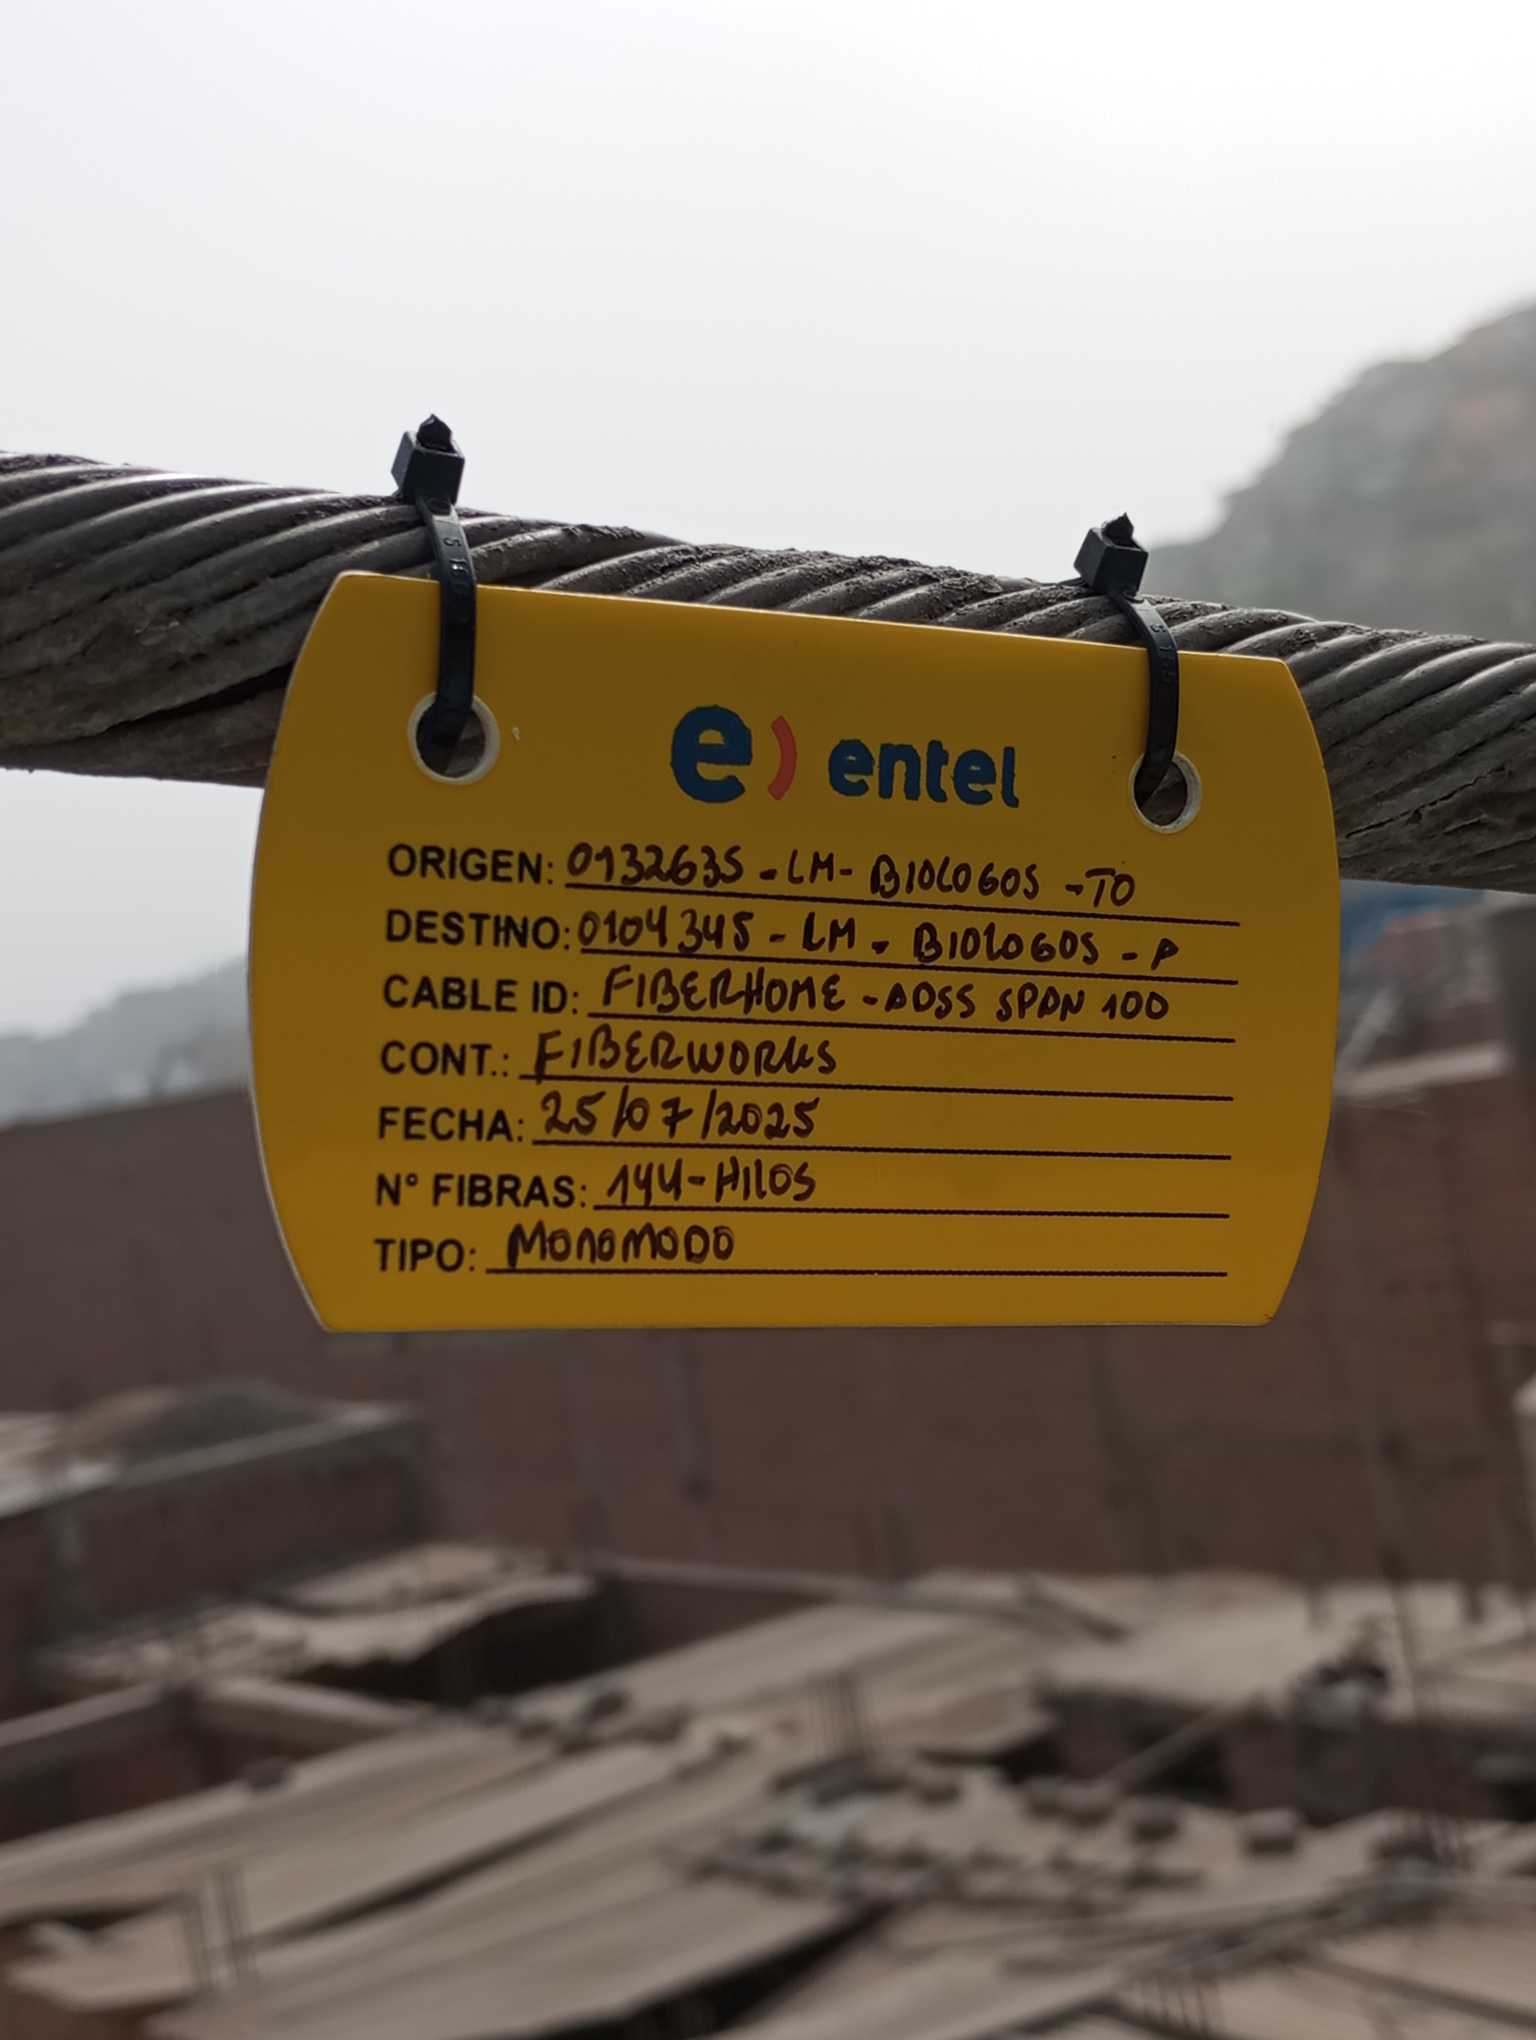 e) entel
ORIGEN: 0132635 - LM - BIOLOGOS - TO
DESTINO: 0104345 - LM - BIOLOGOS - P
CABLE ID: FIBERHOME - ADSS SPAN 100
CONT.: FIBERWORKS
FECHA: 25/07/2025
N° FIBRAS: 144 - HILOS
TIPO: MONOMODO